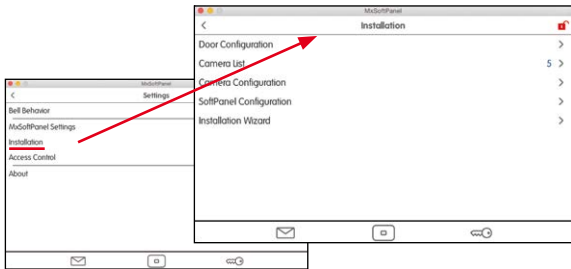 MxSoftPanel
Installation
Door Configuration
Camera List 5
Camera Configuration
SoftPanel Configuration
Installation Wizard
MxSoftPanel
Settings
Bell Behavior
MxSoftPanel Settings
Installation
Access Control
About